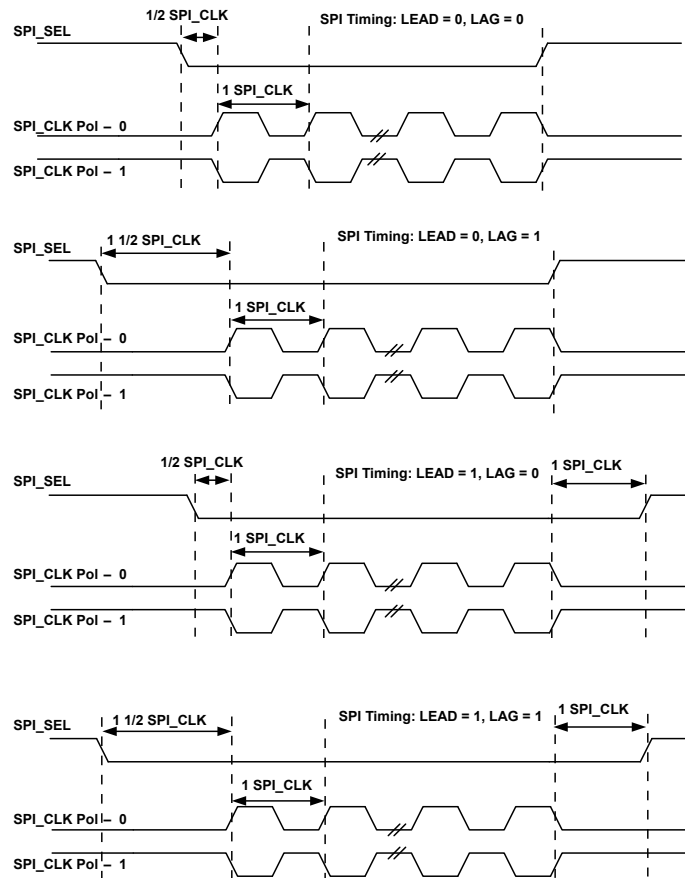 1/2 SPI_CLK
SPI Timing: LEAD = 0, LAG = 0
SPI_SEL
1 SPI_CLK
SPI_CLK Pol – 0
SPI_CLK Pol – 1
SPI_SEL
1 1/2 SPI_CLK
SPI Timing: LEAD = 0, LAG = 1
1 SPI_CLK
SPI_CLK Pol – 0
SPI_CLK Pol – 1
1/2 SPI_CLK
SPI Timing: LEAD = 1, LAG = 0
1 SPI_CLK
SPI_SEL
1 SPI_CLK
SPI_CLK Pol – 0
SPI_CLK Pol – 1
SPI_SEL
1 1/2 SPI_CLK
SPI Timing: LEAD = 1, LAG = 1
1 SPI_CLK
1 SPI_CLK
SPI_CLK Pol – 0
SPI_CLK Pol – 1